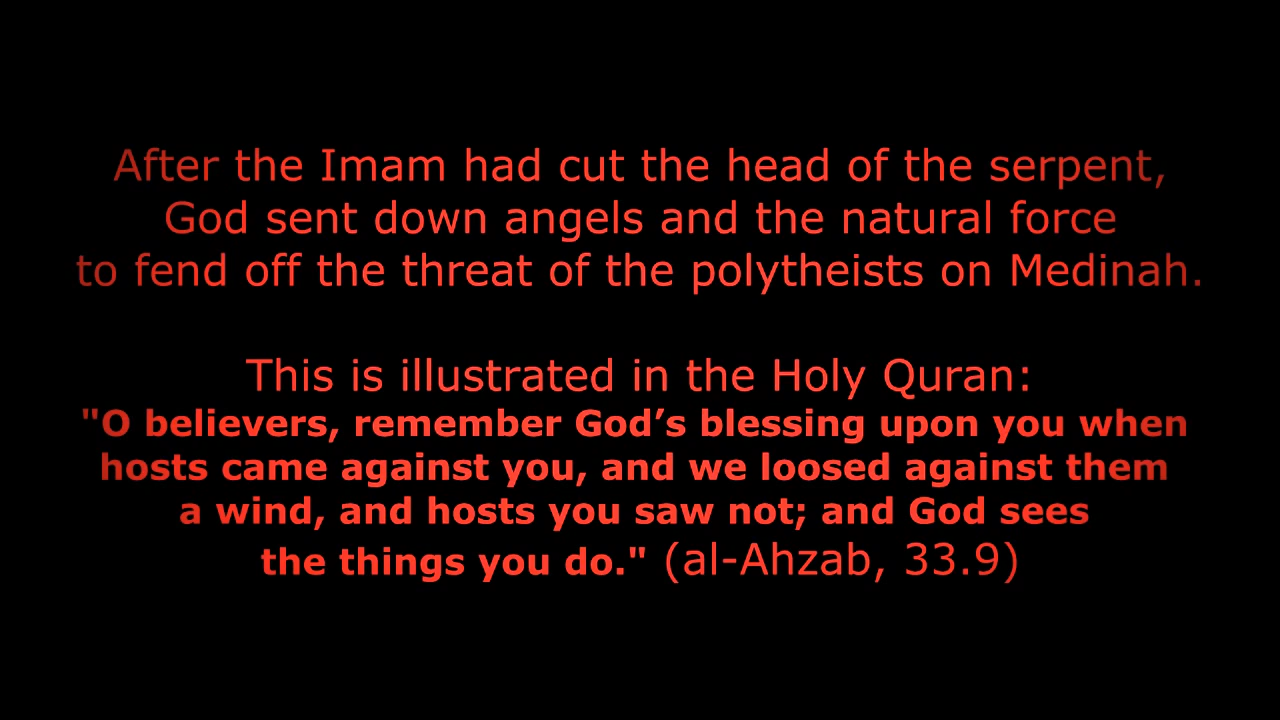 After the Imam had cut the head of the serpent,
God sent down angels and the natural force
to fend off the threat of the polytheists on Medinah.
This is illustrated in the Holy Quran:
"O believers, remember God’s blessing upon you when
hosts came against you, and we loosed against them
a wind, and hosts you saw not; and God sees
the things you do." (al-Ahzab, 33.9)